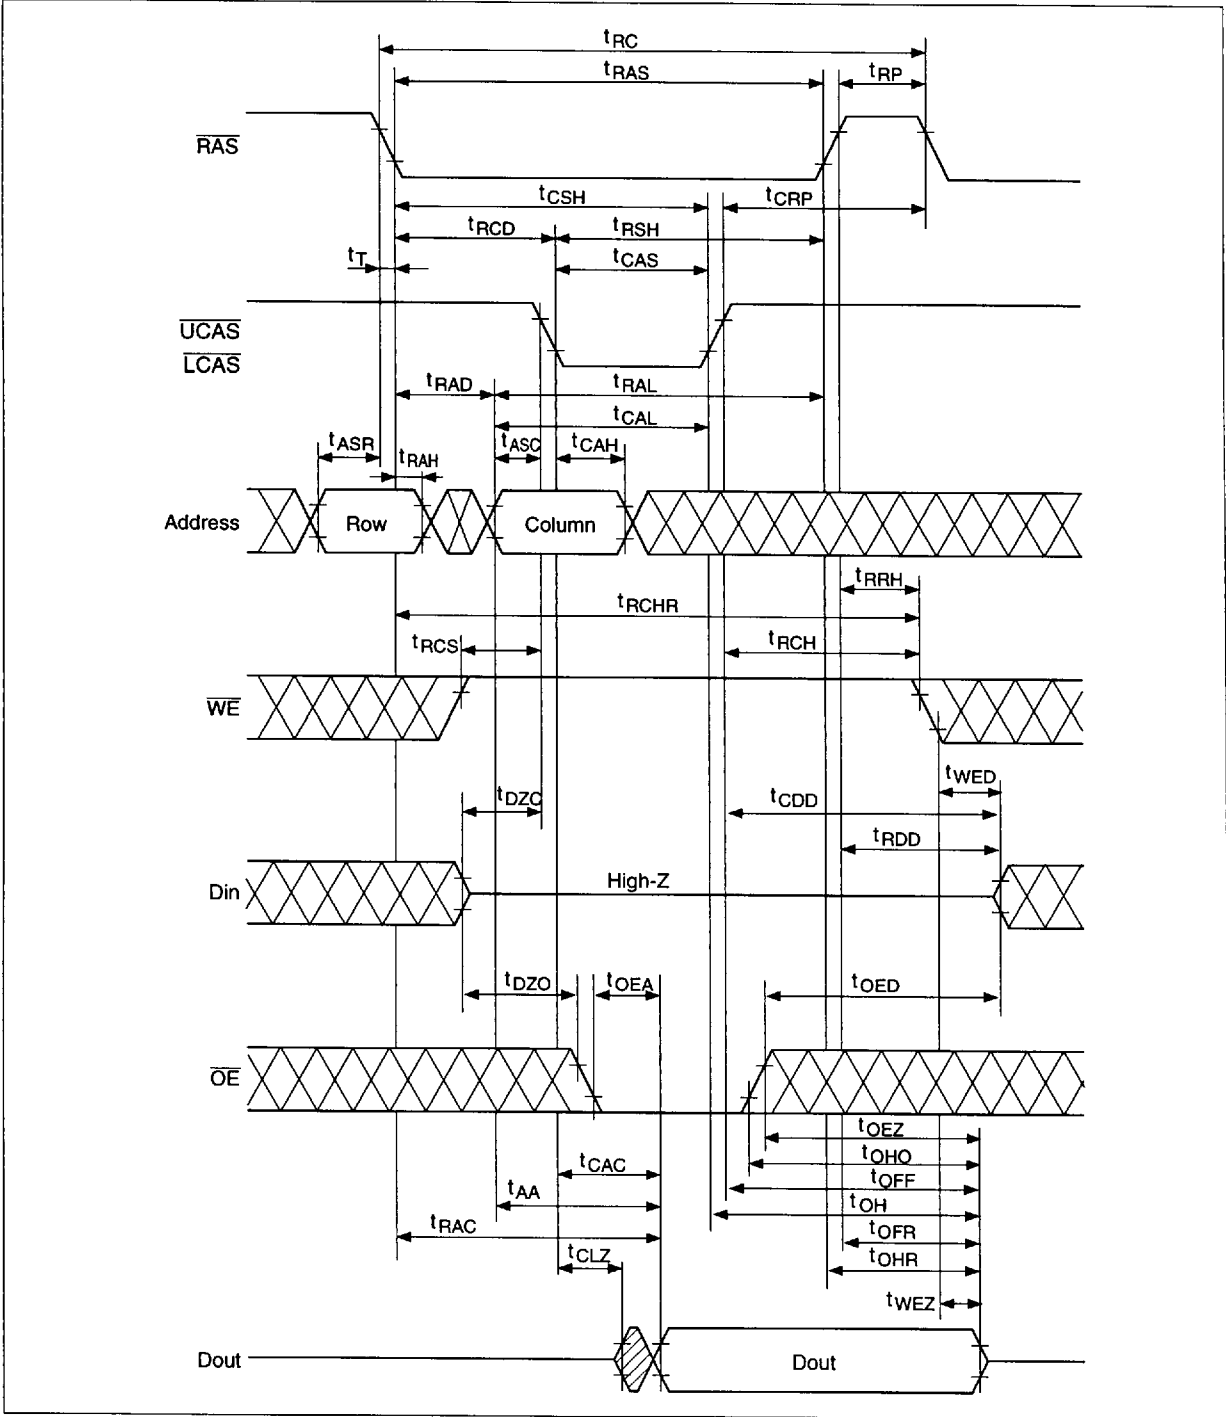 tRC
tRAS
tRP
RAS
tCSH
tCRP
tRCD
tRSH
tT
tCAS
UCAS
LCAS
tRAD
tRAL
tCAL
tASR
tASC
tCAH
tRAH
Address
Row
Column
tRRH
tRCHR
tRCS
tRCH
WE
tWED
tDZC
tCDD
tRDD
Din
High-Z
tDZO
tOEA
tOED
OE
tOEZ
tOHO
tCAC
tOFF
tAA
tOH
tRAC
tOFR
tCLZ
tOHR
tWEZ
Dout
Dout